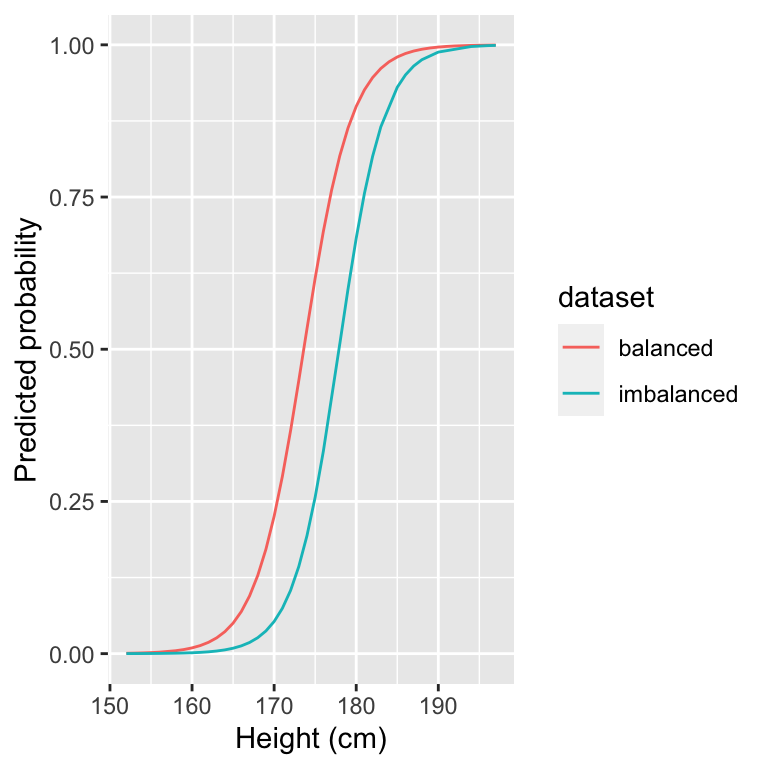 1.00
0.75
0.50
0.25
0.00
Predicted probability
150 160 170 180 190
Height (cm)
dataset
balanced
imbalanced